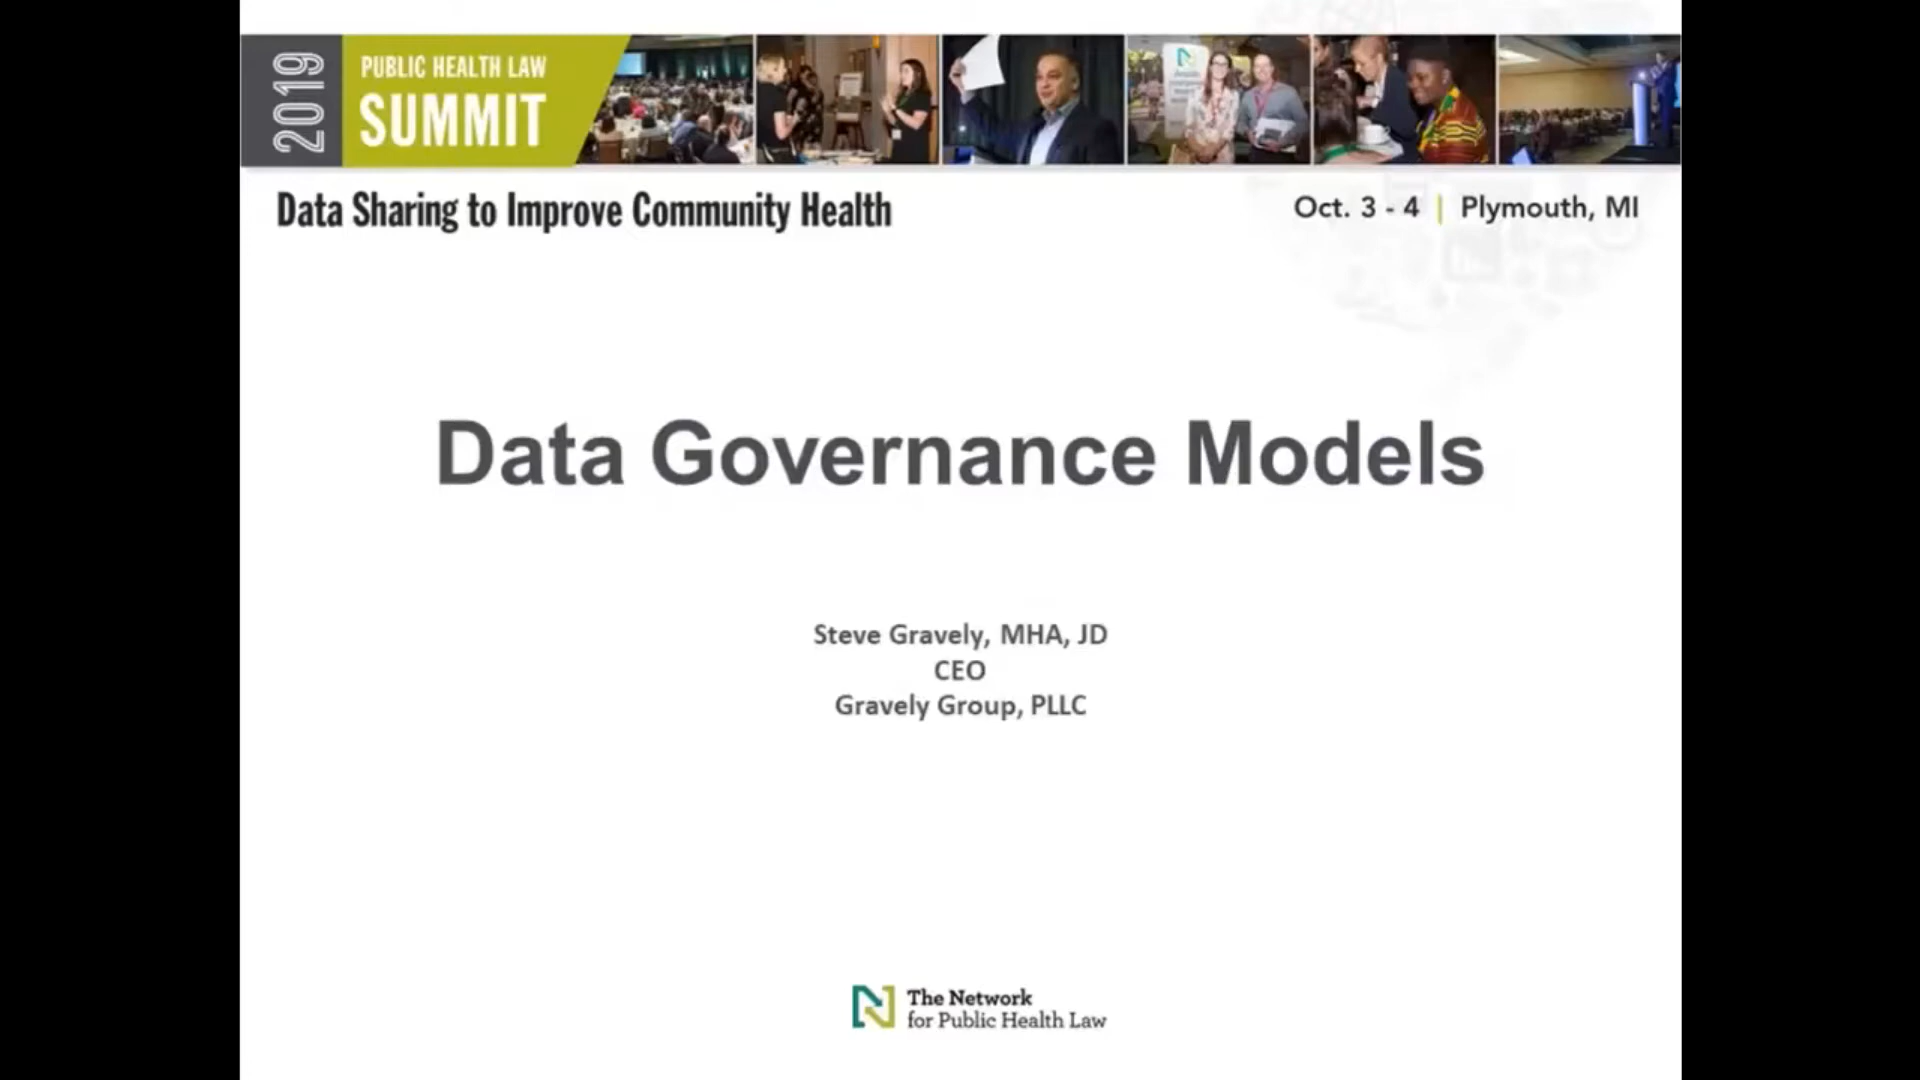 2019
PUBLIC HEALTH LAW
SUMMIT
Data Sharing to Improve Community Health
Oct. 3 - 4 | Plymouth, MI
Data Governance Models
Steve Gravely, MHA, JD
CEO
Gravely Group, PLLC
The Network
for Public Health Law